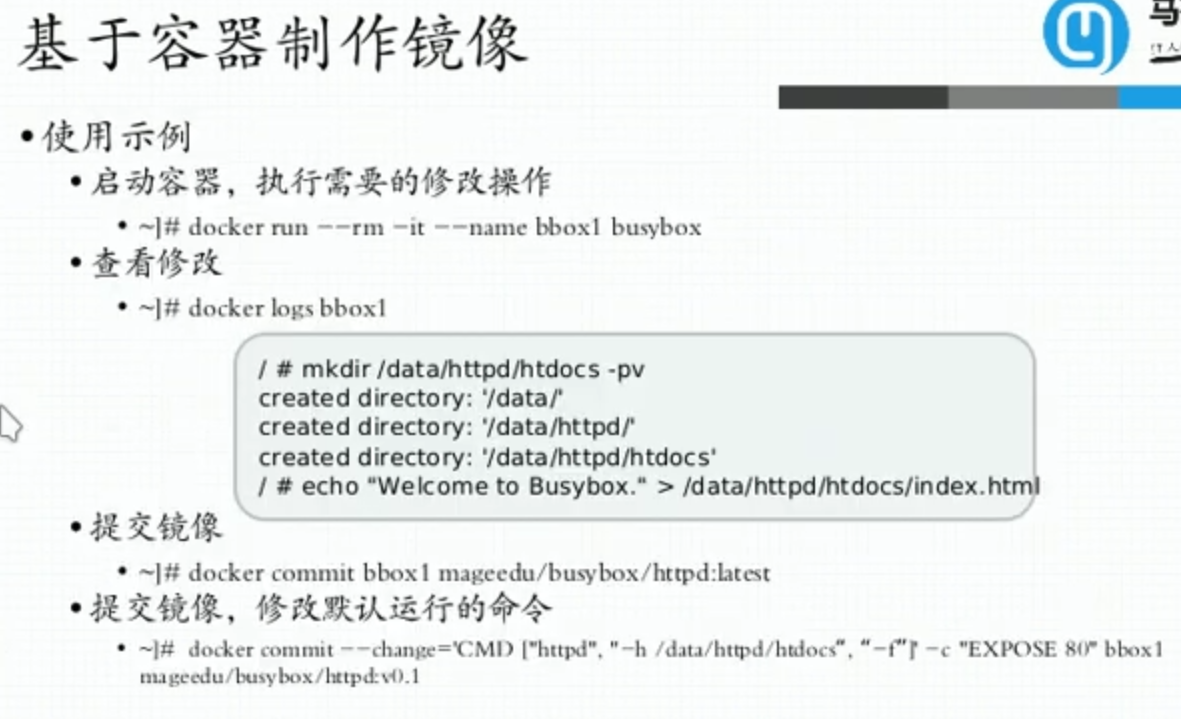 基于容器制作镜像
马
• 使用示例
• 启动容器，执行需要的修改操作
• ~]# docker run --rm -it --name bbox1 busybox
• 查看修改
• ~]# docker logs bbox1
/ # mkdir /data/httpd/htdocs -pv
created directory: '/data/'
created directory: '/data/httpd/'
created directory: '/data/httpd/htdocs'
/ # echo "Welcome to Busybox." > /data/httpd/htdocs/index.html
• 提交镜像
• ~]# docker commit bbox1 mageedu/busybox/httpd:latest
• 提交镜像，修改默认运行的命令
• ~]# docker commit --change='CMD ["httpd", "-h /data/httpd/htdocs“, “-f”]' -c "EXPOSE 80" bbox1
mageedu/busybox/httpd:v0.1